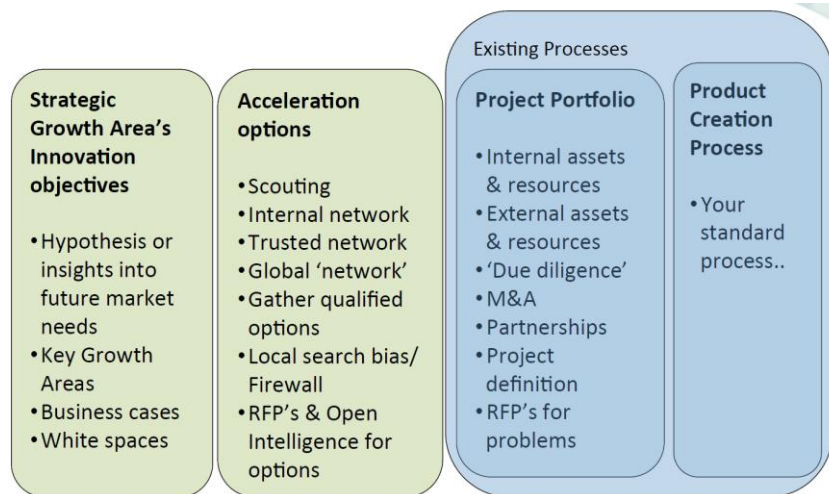 Strategic
Growth Area’s
Innovation
objectives
•Hypothesis or
insights into
future market
needs
•Key Growth
Areas
•Business cases
•White spaces
Acceleration
options
•Scouting
•Internal network
•Trusted network
•Global ‘network’
•Gather qualified
options
•Local search bias/
Firewall
•RFP’s & Open
Intelligence for
options
Existing Processes
Project Portfolio
•Internal assets
& resources
•External assets
& resources
•‘Due diligence’
•M&A
•Partnerships
•Project
definition
•RFP’s for
problems
Product
Creation
Process
•Your
standard
process..